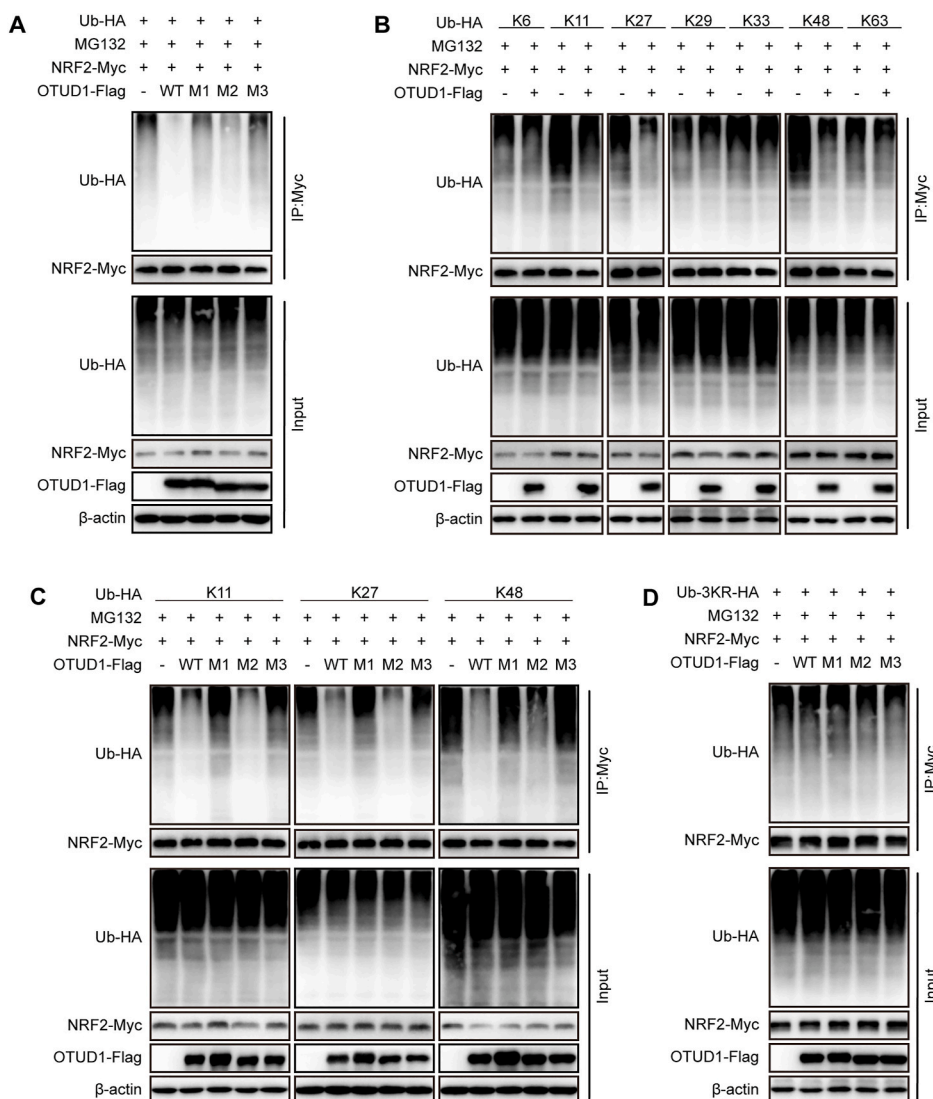 A
Ub-HA + + + + +
MG132 + + + + +
NRF2-Myc + + + + +
OTUD1-Flag - WT M1 M2 M3
Ub-HA
IP:Myc
NRF2-Myc
Ub-HA
Input
NRF2-Myc
OTUD1-Flag
β-actin
B
Ub-HA K6 K11 K27 K29 K33 K48 K63
MG132 + + + + + + + + + + + + + +
NRF2-Myc + + + + + + + + + + + + + +
OTUD1-Flag - + - + - + - + - + - + - +
Ub-HA
IP:Myc
NRF2-Myc
Ub-HA
Input
NRF2-Myc
OTUD1-Flag
β-actin
C
Ub-HA K11 K27 K48
MG132 + + + + + + + + + + + + + + +
NRF2-Myc + + + + + + + + + + + + + + +
OTUD1-Flag - WT M1 M2 M3 - WT M1 M2 M3 - WT M1 M2 M3
Ub-HA
IP:Myc
NRF2-Myc
Ub-HA
Input
NRF2-Myc
OTUD1-Flag
β-actin
D
Ub-3KR-HA + + + + +
MG132 + + + + +
NRF2-Myc + + + + +
OTUD1-Flag - WT M1 M2 M3
Ub-HA
IP:Myc
NRF2-Myc
Ub-HA
Input
NRF2-Myc
OTUD1-Flag
β-actin